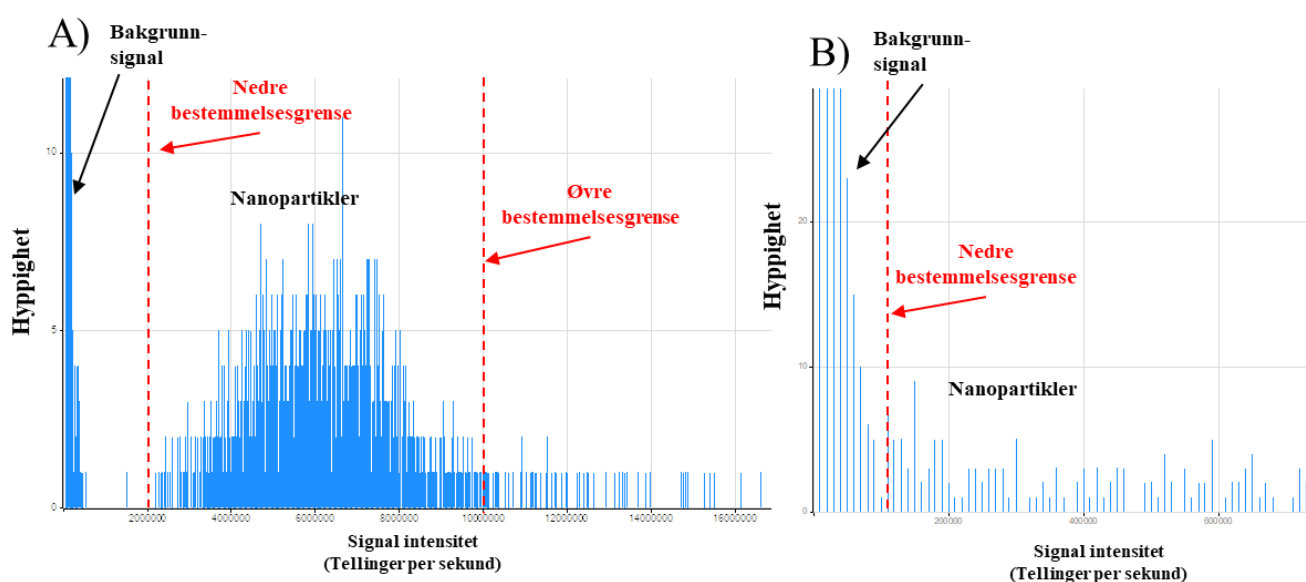 A)
Bakgrunn-
signal
Nedre
bestemmelsesgrense
Nanopartikler
Øvre
bestemmelsesgrense
Hyppighet
10
5
0
2000000
4000000
6000000
8000000
10000000
12000000
14000000
16000000
Signal intensitet
(Tellinger per sekund)
B)
Bakgrunn-
signal
Nedre
bestemmelsesgrense
Nanopartikler
Hyppighet
20
10
0
200000
400000
600000
Signal intensitet
(Tellinger per sekund)